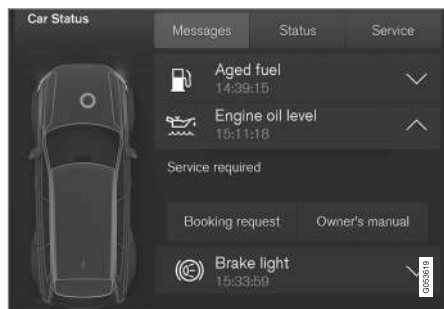 Car Status
Messages Status Service
Aged fuel
14:39:15
Engine oil level
15:11:18
Service required
Booking request Owner's manual
Brake light
15:33:59
G053619